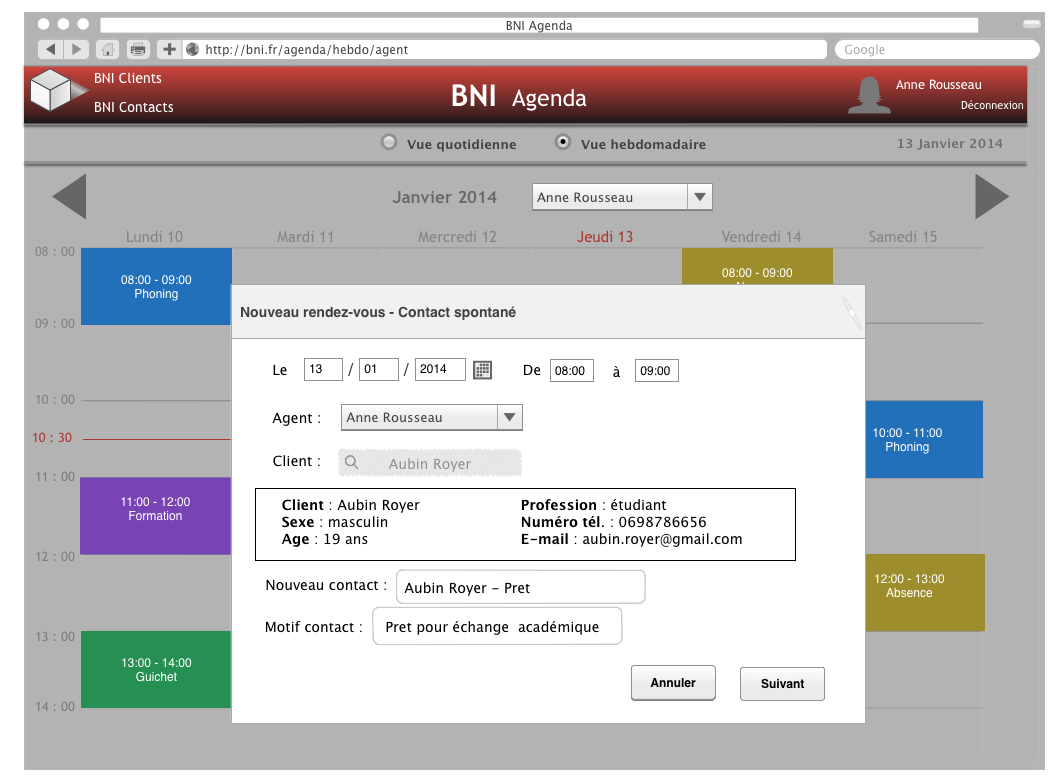 BNI Agenda
http://bni.fr/agenda/hebdo/agent
Google
BNI Clients
BNI Contacts
BNI Agenda
Anne Rousseau
Déconnexion
Vue quotidienne
Vue hebdomadaire
13 Janvier 2014
Janvier 2014
Anne Rousseau
Lundi 10
Mardi 11
Mercredi 12
Jeudi 13
Vendredi 14
Samedi 15
08 : 00
08:00 - 09:00
Phoning
08:00 - 09:00
09 : 00
10 : 00
10 : 30
10:00 - 11:00
Phoning
11 : 00
11:00 - 12:00
Formation
12 : 00
12:00 - 13:00
Absence
13 : 00
13:00 - 14:00
Guichet
14 : 00
Nouveau rendez-vous - Contact spontané
Le 13 / 01 / 2014 De 08:00 à 09:00
Agent : Anne Rousseau
Client : Aubin Royer
Client : Aubin Royer
Sexe : masculin
Age : 19 ans
Profession : étudiant
Numéro tél. : 0698786656
E-mail : aubin.royer@gmail.com
Nouveau contact : Aubin Royer - Pret
Motif contact : Pret pour échange académique
Annuler
Suivant